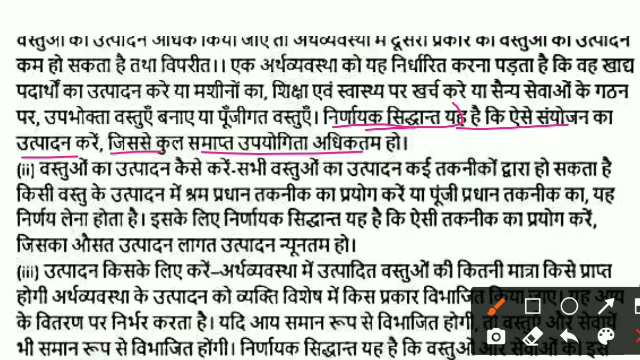 वस्तुओं का उत्पादन अधिक किया जाए तो अर्थव्यवस्था में दूसरी प्रकार की वस्तुओं का उत्पादन
कम हो सकता है तथा विपरीत।। एक अर्थव्यवस्था को यह निर्धारित करना पड़ता है कि वह खाद्य
पदार्थों का उत्पादन करे या मशीनों का, शिक्षा एवं स्वास्थ्य पर खर्च करे या सैन्य सेवाओं के गठन
पर, उपभोक्ता वस्तुएँ बनाए या पूँजीगत वस्तुएँ। निर्णायक सिद्धान्त यह है कि ऐसे संयोजन का
उत्पादन करें, जिससे कुल समाप्त उपयोगिता अधिकतम हो।
(ii) वस्तुओं का उत्पादन कैसे करें-सभी वस्तुओं का उत्पादन कई तकनीकों द्वारा हो सकता है
किसी वस्तु के उत्पादन में श्रम प्रधान तकनीक का प्रयोग करें या पूंजी प्रधान तकनीक का, यह
निर्णय लेना होता है। इसके लिए निर्णायक सिद्धान्त यह है कि ऐसी तकनीक का प्रयोग करें,
जिसका औसत उत्पादन लागत उत्पादन न्यूनतम हो।
(iii) उत्पादन किसके लिए करें–अर्थव्यवस्था में उत्पादित वस्तुओं की कितनी मात्रा किसे प्राप्त
होगी अर्थव्यवस्था के उत्पादन को व्यक्ति विशेष में किस प्रकार विभाजित किया जाए। यह आय
के वितरण पर निर्भर करता है। यदि आय समान रूप से विभाजित होगी, तो वस्तुएँ और सेवायें
भी समान रूप से विभाजित होंगी। निर्णायक सिद्धान्त यह है कि वस्तुओं और सेवाओं को इस